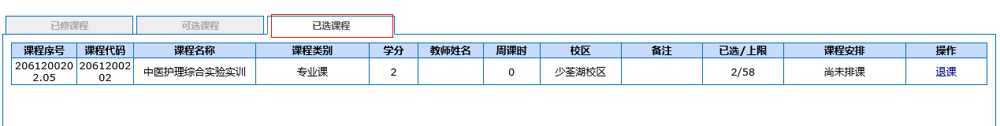 已修课程 可选课程 已选课程
课程序号 课程代码 课程名称 课程类别 学分 教师姓名 周课时 校区 备注 已选/上限 课程安排 操作
206120020 20612002
2.05 02 中医护理综合实验实训 专业课 2 0 少荃湖校区 2/58 尚未排课 退课